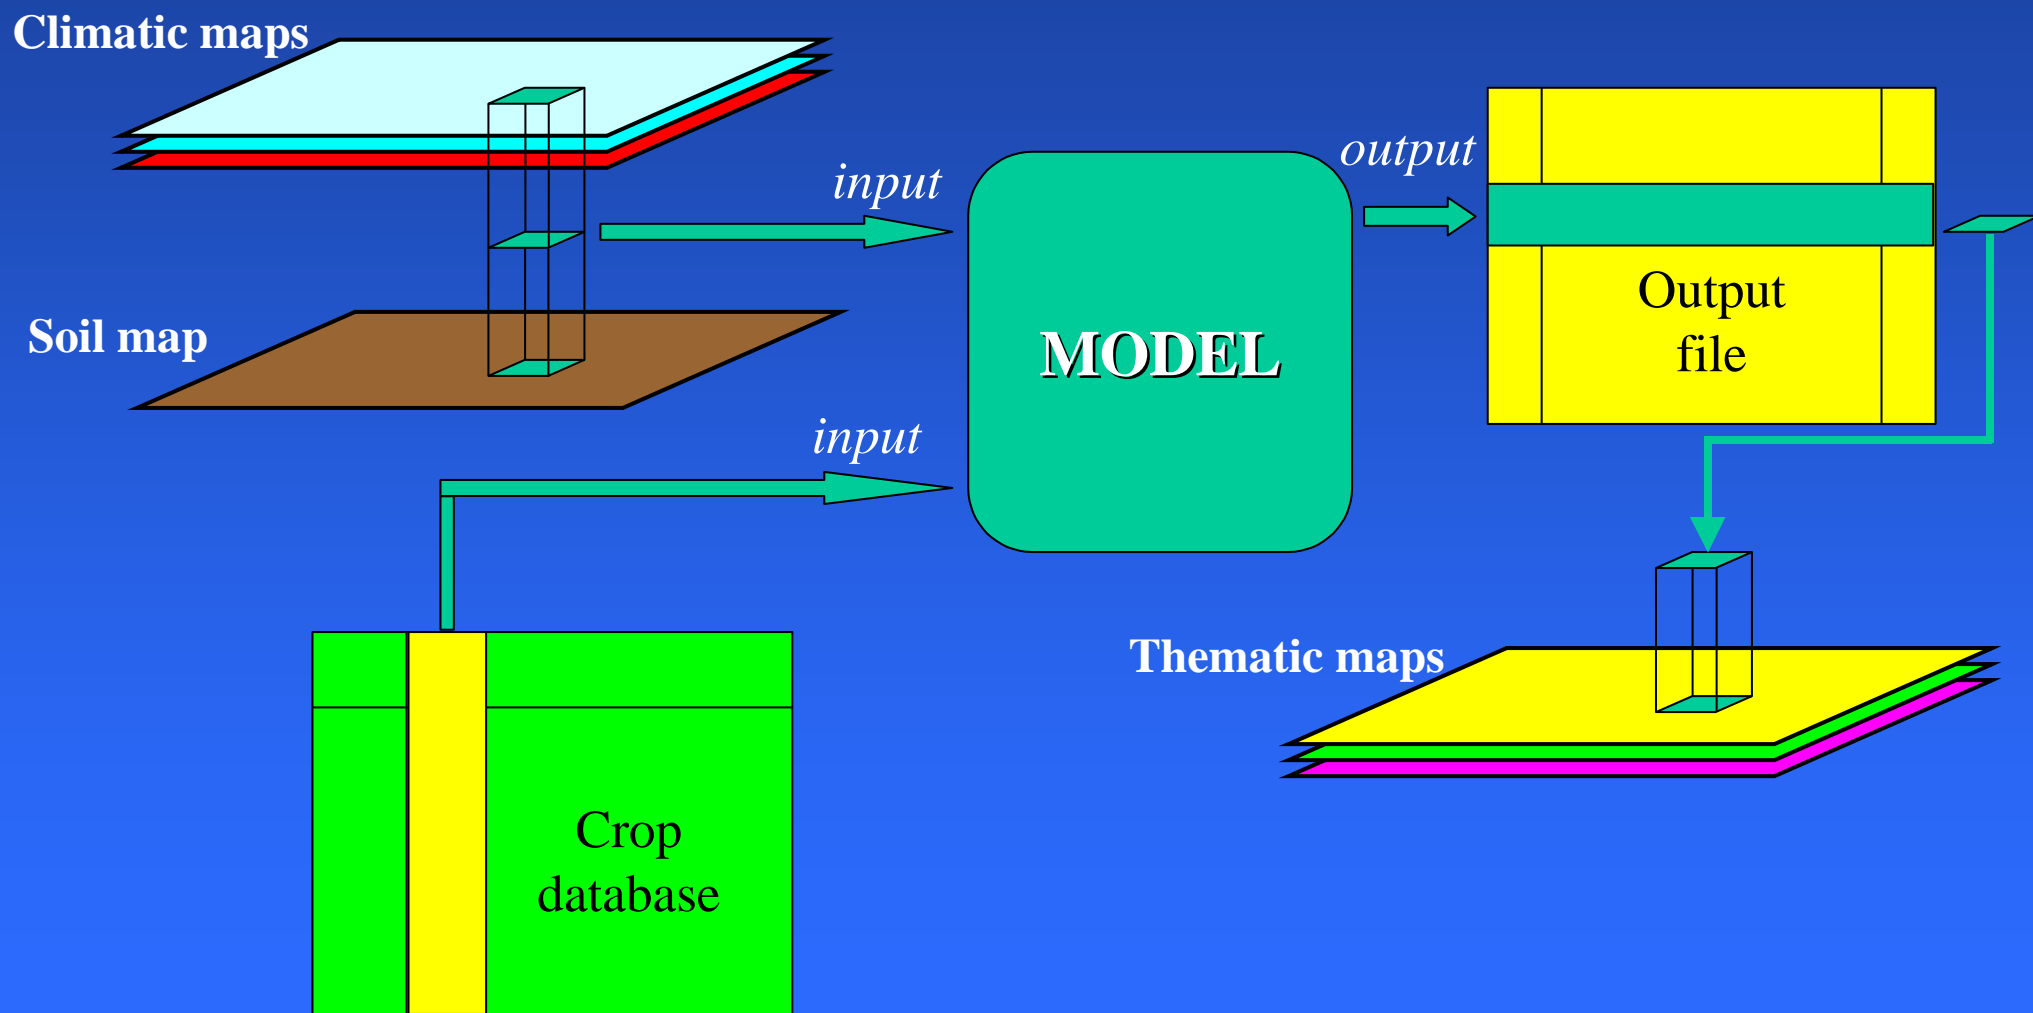 Climatic maps
input
output
Soil map
MODEL
Output
file
input
Thematic maps
Crop
database